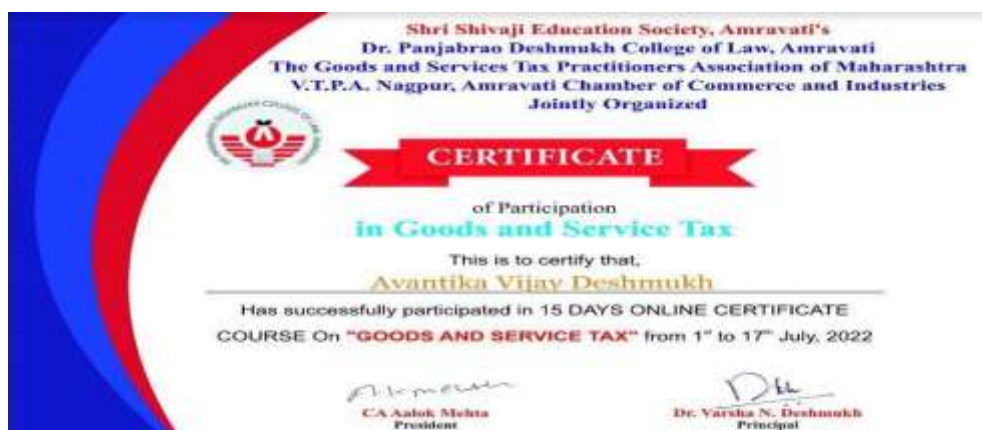 Shri Shivaji Education Society, Amravati's
Dr. Panjabrao Deshmukh College of Law, Amravati
The Goods and Services Tax Practitioners Association of Maharashtra
V.T.P.A. Nagpur, Amravati Chamber of Commerce and Industries
Jointly Organized
CERTIFICATE
of Participation
in Goods and Service Tax
This is to certify that,
Avantika Vijay Deshmukh
Has successfully participated in 15 DAYS ONLINE CERTIFICATE
COURSE On "GOODS AND SERVICE TAX" from 1st to 17th July, 2022
CA Aalok Mehta
President
Dr. Varsha N. Deshmukh
Principal